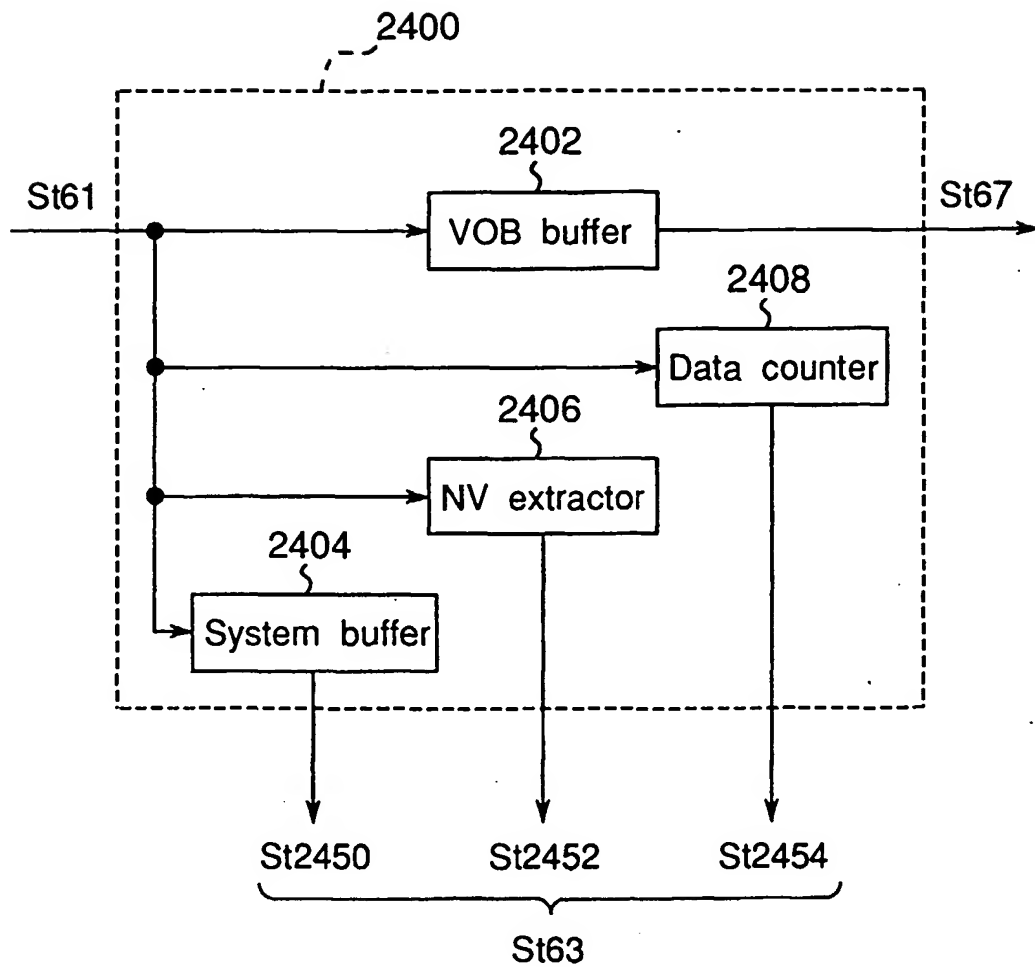 2400
2402
St61
VOB buffer
St67
2408
Data counter
2406
NV extractor
2404
System buffer
St2450
St2452
St2454
St63